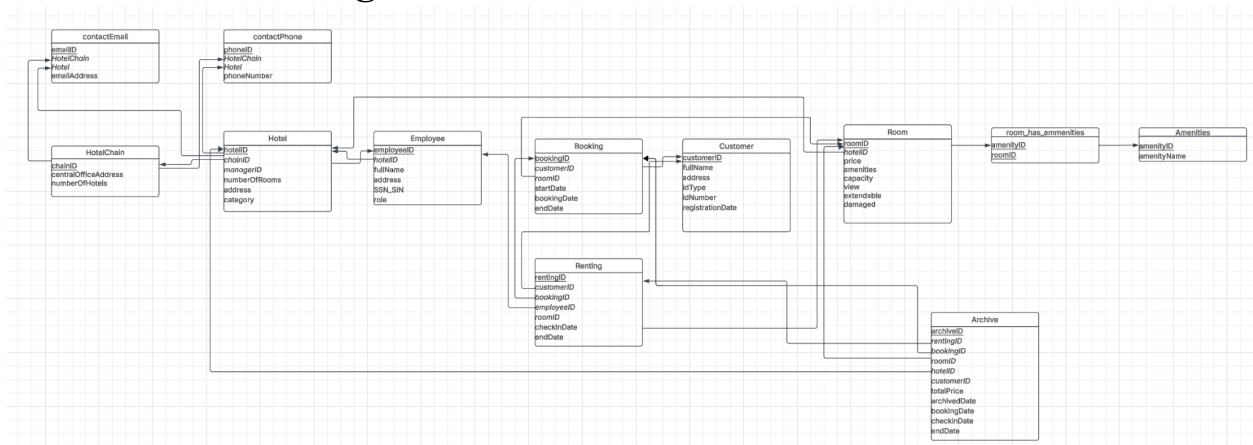 contactEmail
emailID
HotelChain
Hotel
emailAddress
contactPhone
phoneID
HotelChain
Hotel
phoneNumber
HotelChain
chainID
centralOfficeAddress
numberOfHotels
Hotel
hotelID
chainID
managerID
numberOfRooms
address
category
Employee
employeeID
hotelID
fullName
address
SSN_SIN
role
Booking
bookingID
customerID
roomID
startDate
bookingDate
endDate
Customer
customerID
fullName
address
idType
idNumber
registrationDate
Room
roomID
hotelID
price
amenities
capacity
view
extendable
damaged
room_has_ammenities
amenityID
roomID
Amenities
amenityID
amenityName
Renting
rentingID
customerID
bookingID
employeeID
roomID
checkInDate
endDate
Archive
archiveID
rentingID
bookingID
roomID
hotelID
customerID
totalPrice
archivedDate
bookingDate
checkinDate
endDate